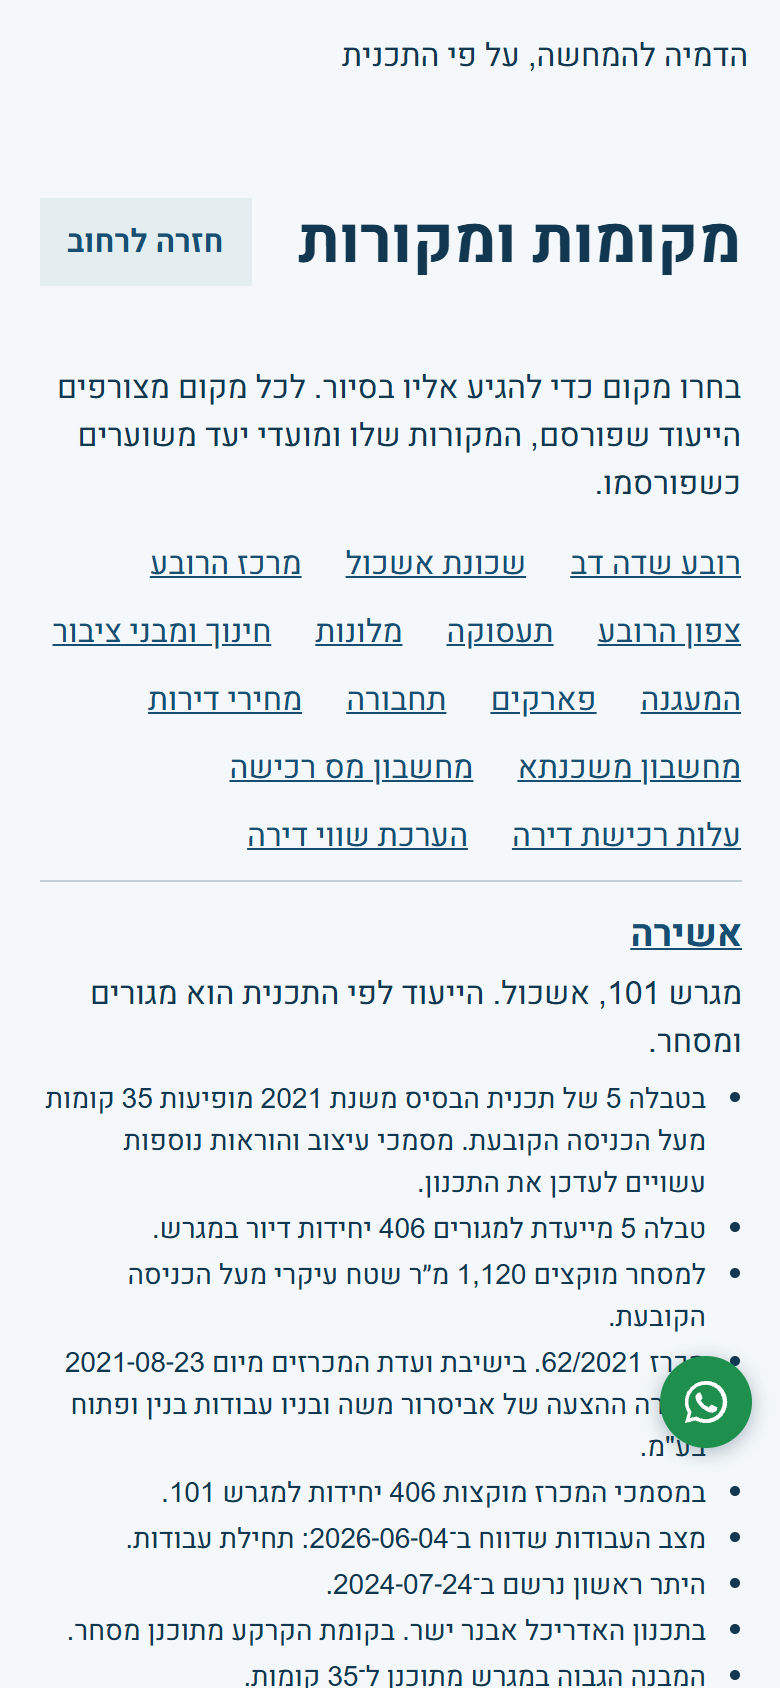 הדמיה להמחשה, על פי התכנית
מקומות ומקורות
חזרה לרחוב
בחרו מקום כדי להגיע אליו בסיור. לכל מקום מצורפים
הייעוד שפורסם, המקורות שלו ומועדי יעד משוערים
כשפורסמו.
רובע שדה דב שכונת אשכול מרכז הרובע
צפון הרובע תעסוקה מלונות חינוך ומבני ציבור
המעגנה פארקים תחבורה מחירי דירות
מחשבון משכנתא מחשבון מס רכישה
עלות רכישת דירה הערכת שווי דירה
אשירה
מגרש 101, אשכול. הייעוד לפי התכנית הוא מגורים
ומסחר.
בטבלה 5 של תכנית הבסיס משנת 2021 מופיעות 35 קומות
מעל הכניסה הקובעת. מסמכי עיצוב והוראות נוספות
עשויים לעדכן את התכנון.
טבלה 5 מייעדת למגורים 406 יחידות דיור במגרש.
למסחר מוקצים 1,120 מ״ר שטח עיקרי מעל הכניסה
הקובעת.
62/2021. בישיבת ועדת המכרזים מיום 2021-08-23
ההצעה של אביסרור משה ובניו עבודות בנין ופתוח
בע"מ.
במסמכי המכרז מוקצות 406 יחידות למגרש 101.
מצב העבודות שדווח ב־2026-06-04: תחילת עבודות.
היתר ראשון נרשם ב־2024-07-24.
בתכנון האדריכל אבנר ישר. בקומת הקרקע מתוכנן מסחר.
המבנה הגבוה במגרש מתוכנן ל־35 קומות.